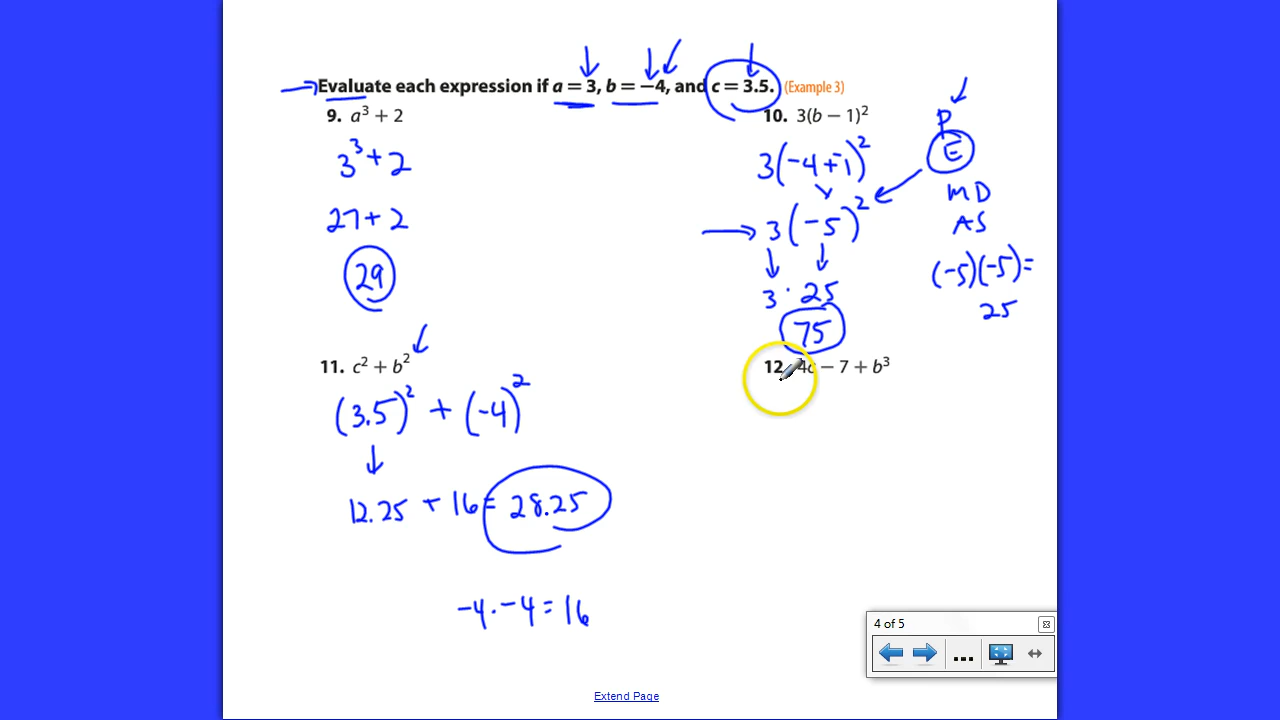 Evaluate each expression if a = 3, b = −4, and c = 3.5. (Example 3)
9. a³ + 2
3³ + 2
27 + 2
29
10. 3(b − 1)²
3(-4 + -1)²
3(-5)²
3 · 25
75
P
E
MD
AS
(-5)(-5) =
25
11. c² + b²
(3.5)² + (-4)²
12.25 + 16 = 28.25
-4 · -4 = 16
12. − 7 + b³
4 of 5
...
Extend Page